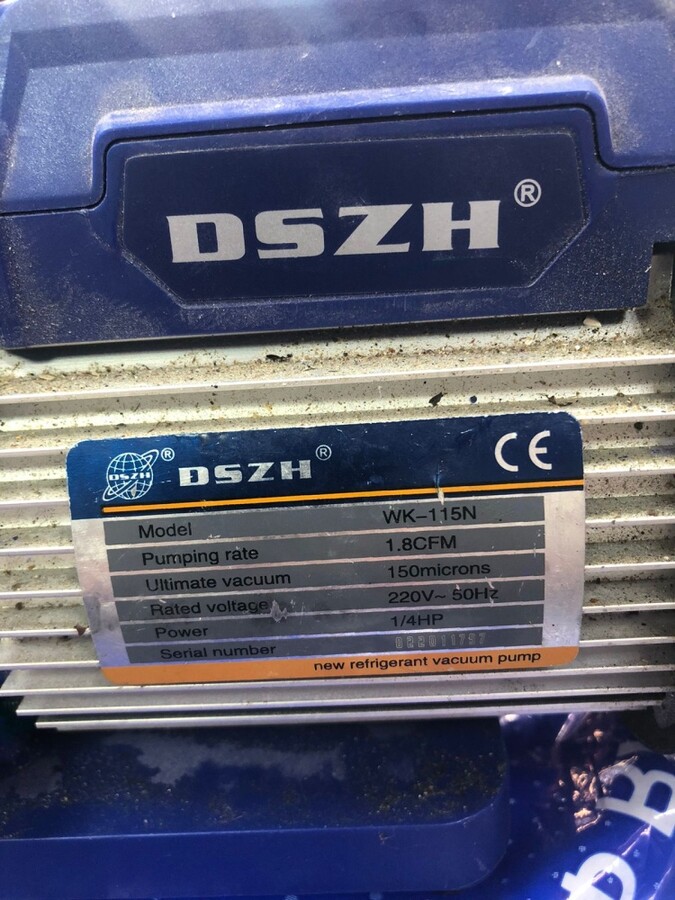 DSZH®
DSZH ® DSZH® CE
Model WK-115N
Pumping rate 1.8CFM
Ultimate vacuum 150microns
Rated voltage 220V~ 50Hz
Power 1/4HP
Serial number
new refrigerant vacuum pump